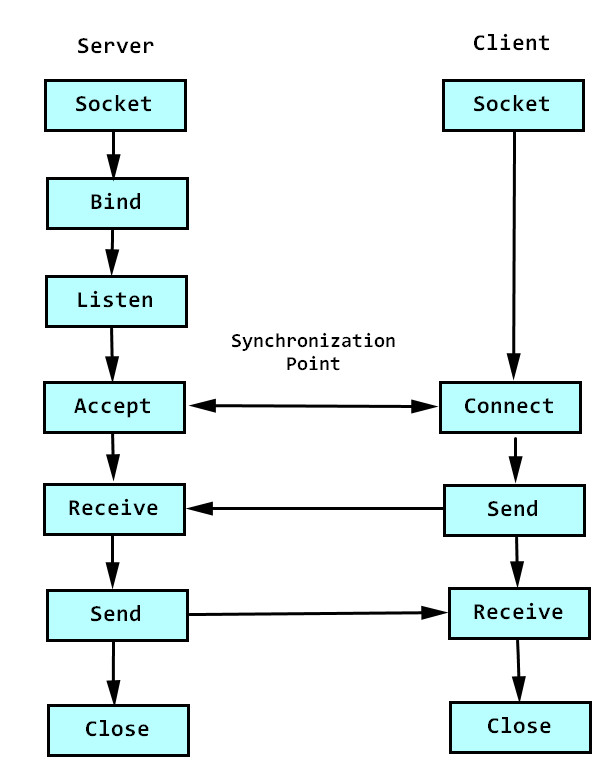 Server
Client
Socket
Socket
Bind
Listen
Synchronization
Point
Accept
Connect
Receive
Send
Send
Receive
Close
Close